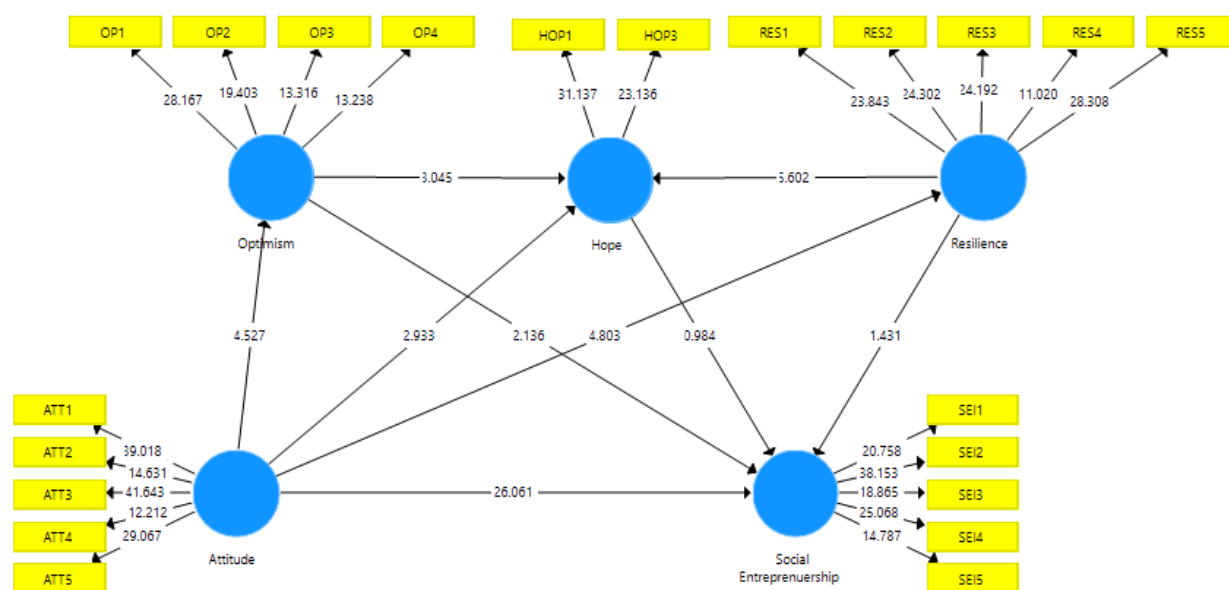 OP1
OP2
OP3
OP4
HOP1
HOP3
RES1
RES2
RES3
RES4
RES5
28.167
19.403
13.316
13.238
31.137
23.136
23.843
24.302
24.192
11.020
28.308
Optimism
Hope
Resilience
4.527
2.933
2.136
4.803
0.984
1.431
ATT1
ATT2
ATT3
ATT4
ATT5
39.018
14.631
41.643
12.212
29.067
26.061
20.758
38.153
18.865
25.068
14.787
SEI1
SEI2
SEI3
SEI4
SEI5
Attitude
Social
Entreprenuership